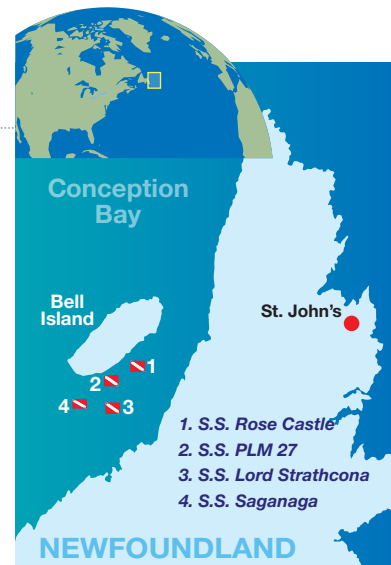 Conception
Bay
Bell
Island
St. John's
1
2
4
3
1. S.S. Rose Castle
2. S.S. PLM 27
3. S.S. Lord Strathcona
4. S.S. Saganaga
NEWFOUNDLAND